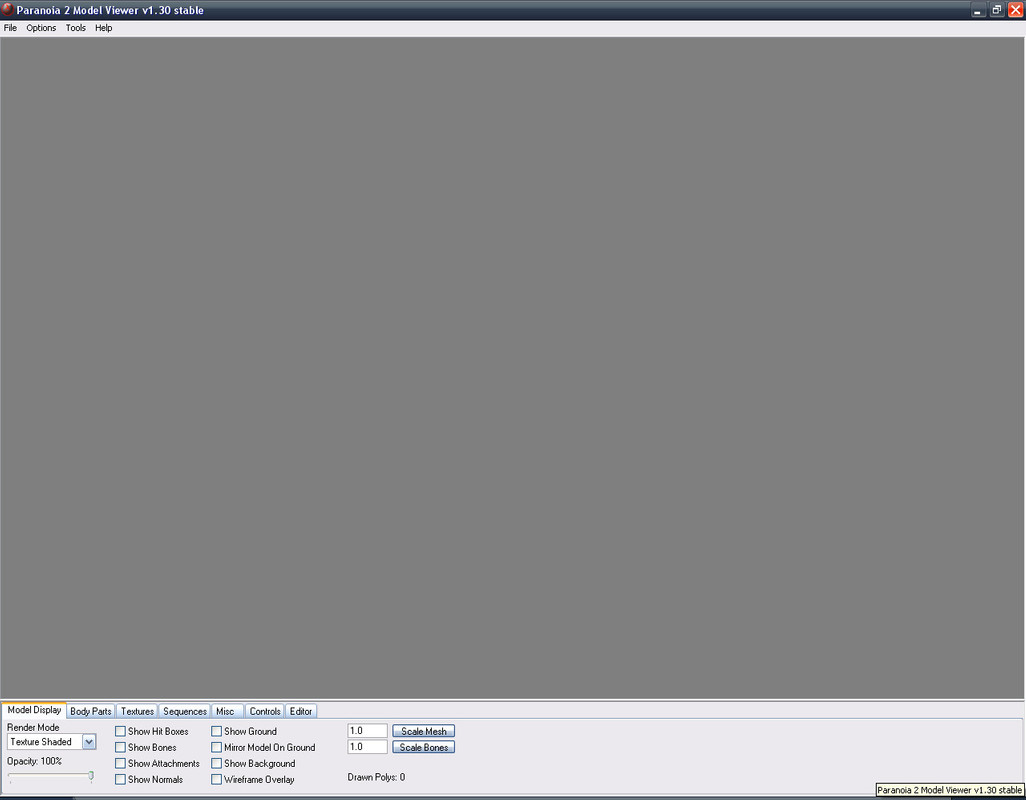 Paranoia 2 Model Viewer v1.30 stable
File Options Tools Help
Model Display Body Parts Textures Sequences Misc Controls Editor
Render Mode
Texture Shaded
Opacity: 100%
Show Hit Boxes
Show Bones
Show Attachments
Show Normals
Show Ground
Mirror Model On Ground
Show Background
Wireframe Overlay
1.0 Scale Mesh
1.0 Scale Bones
Drawn Polys: 0
Paranoia 2 Model Viewer v1.30 stable